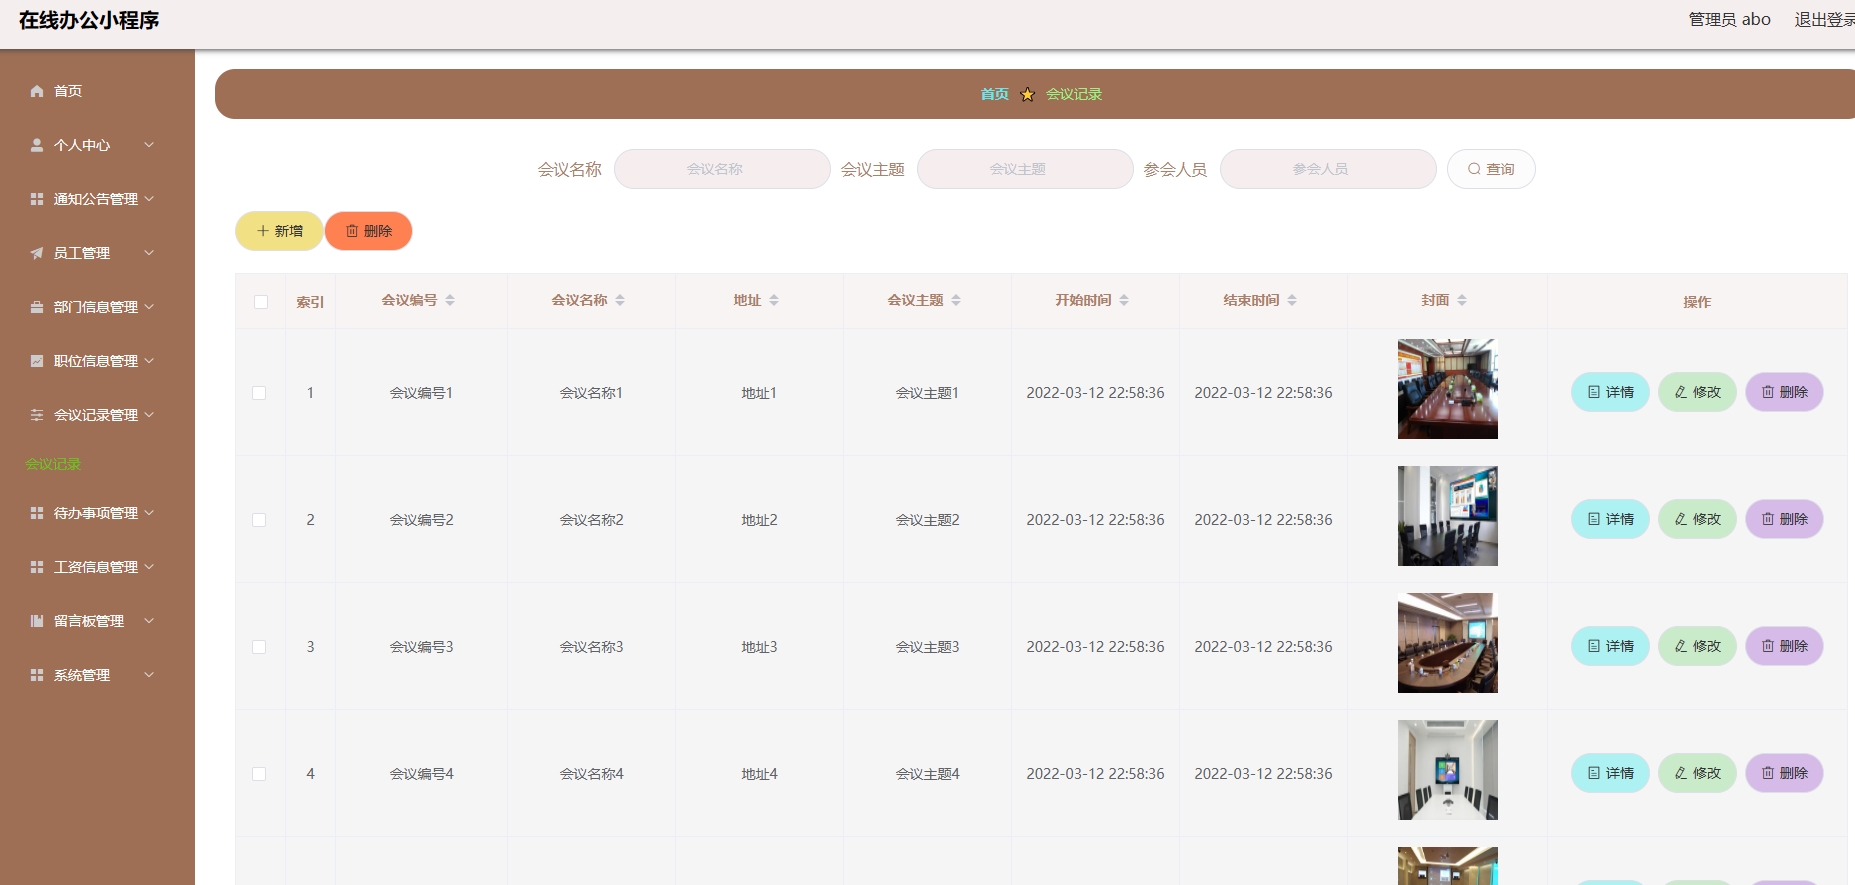 在线办公小程序
管理员 abo 退出登录
首页
个人中心
通知公告管理
员工管理
部门信息管理
职位信息管理
会议记录管理
会议记录
待办事项管理
工资信息管理
留言板管理
系统管理
首页 会议记录
会议名称 会议名称 会议主题 会议主题 参会人员 参会人员 查询
新增 删除
索引 会议编号 会议名称 地址 会议主题 开始时间 结束时间 封面 操作
1 会议编号1 会议名称1 地址1 会议主题1 2022-03-12 22:58:36 2022-03-12 22:58:36 详情 修改 删除
2 会议编号2 会议名称2 地址2 会议主题2 2022-03-12 22:58:36 2022-03-12 22:58:36 详情 修改 删除
3 会议编号3 会议名称3 地址3 会议主题3 2022-03-12 22:58:36 2022-03-12 22:58:36 详情 修改 删除
4 会议编号4 会议名称4 地址4 会议主题4 2022-03-12 22:58:36 2022-03-12 22:58:36 详情 修改 删除